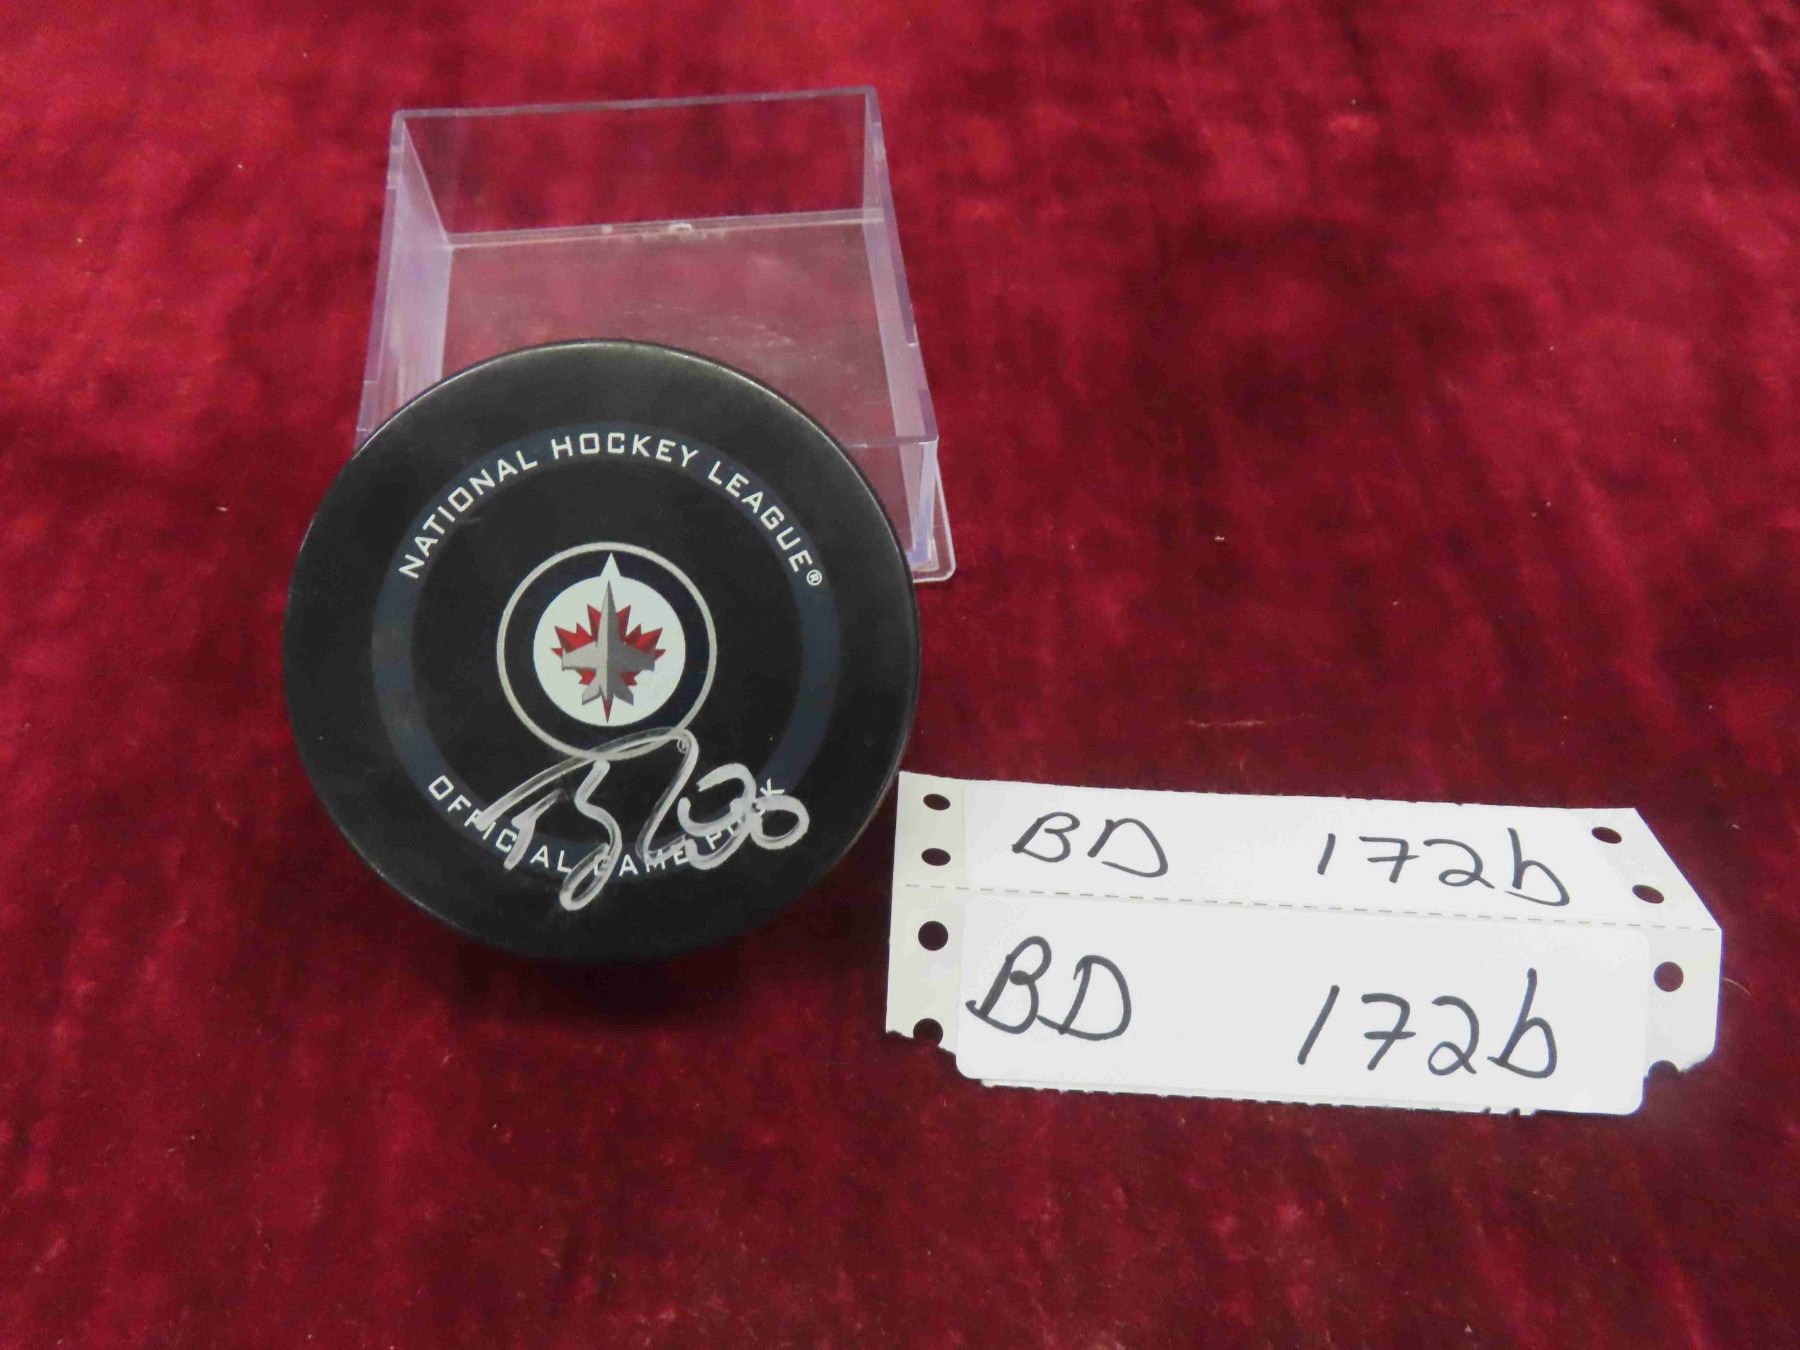 NATIONAL HOCKEY LEAGUE®
OFFICIAL GAME PUCK
BD 172b
BD 172b